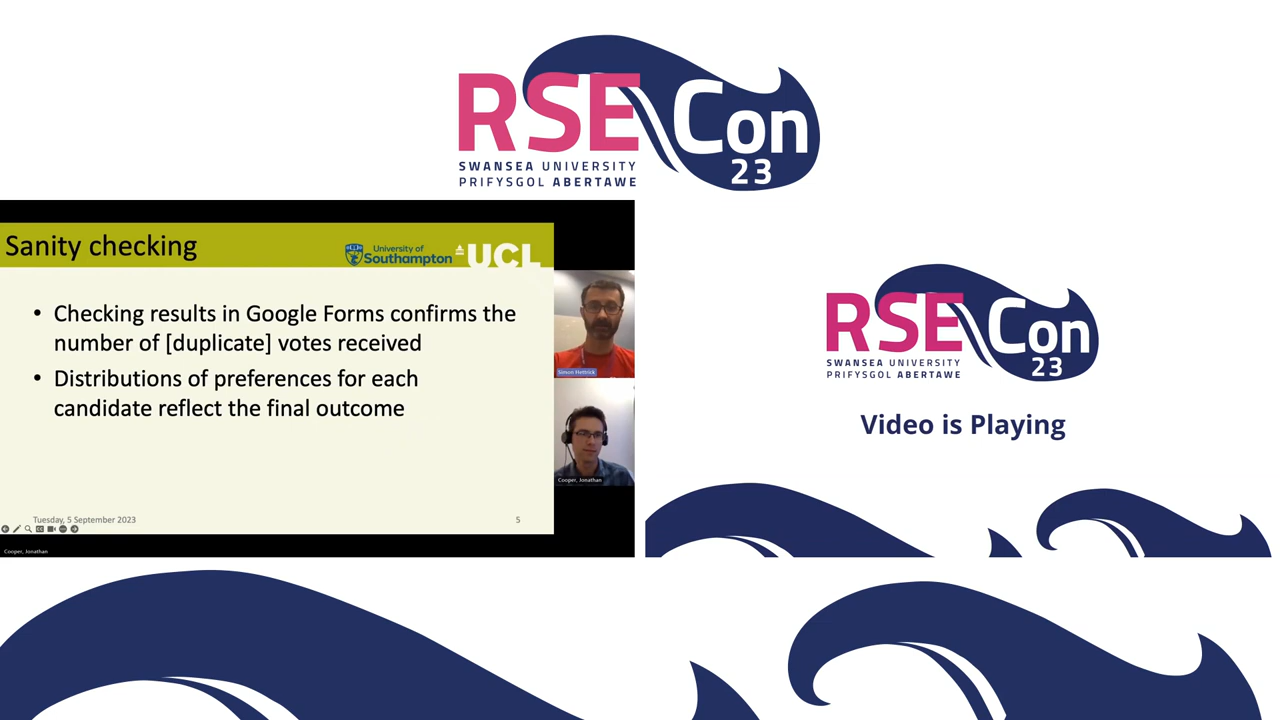 RSE Con
23
SWANSEA UNIVERSITY
PRIFYSGOL ABERTAWE
Sanity checking
University of
Southampton
UCL
• Checking results in Google Forms confirms the
number of [duplicate] votes received
• Distributions of preferences for each
candidate reflect the final outcome
Tuesday, 5 September 2023
5
Simon Hettrick
Cooper, Jonathan
Cooper, Jonathan
RSE Con
23
SWANSEA UNIVERSITY
PRIFYSGOL ABERTAWE
Video is Playing